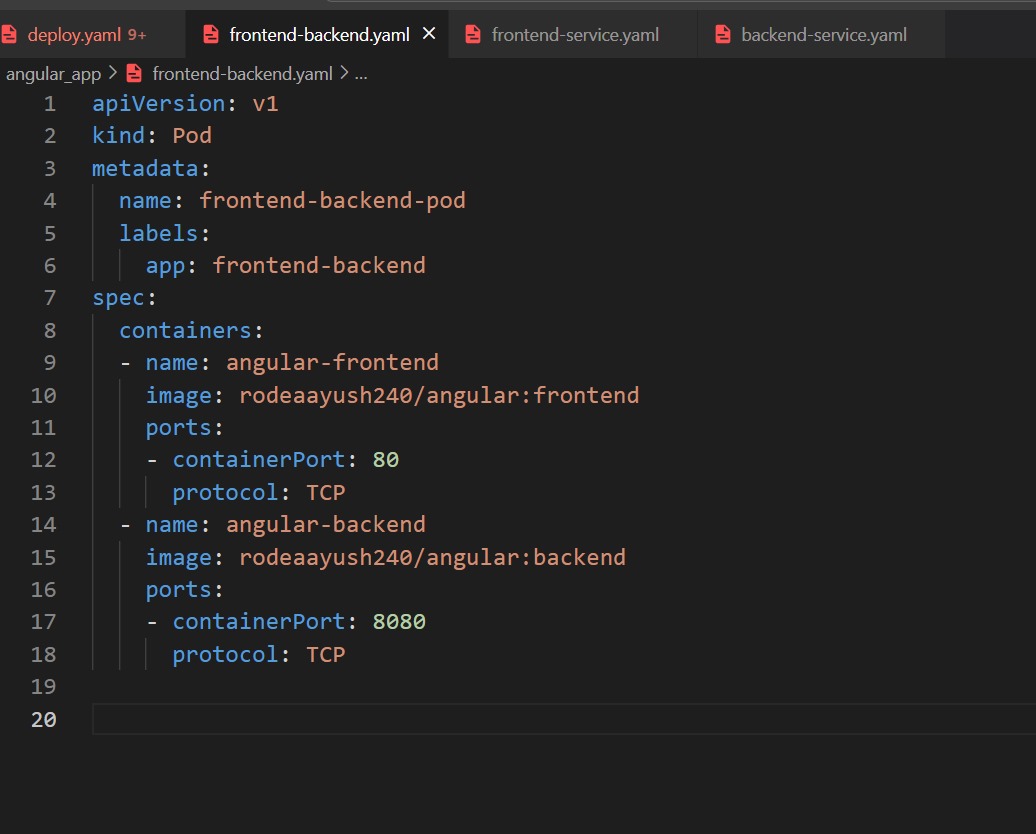 deploy.yaml 9+ frontend-backend.yaml × frontend-service.yaml backend-service.yaml
angular_app > frontend-backend.yaml > ...
1 apiVersion: v1
2 kind: Pod
3 metadata:
4   name: frontend-backend-pod
5   labels:
6     app: frontend-backend
7 spec:
8   containers:
9   - name: angular-frontend
10     image: rodeaayush240/angular:frontend
11     ports:
12     - containerPort: 80
13       protocol: TCP
14   - name: angular-backend
15     image: rodeaayush240/angular:backend
16     ports:
17     - containerPort: 8080
18       protocol: TCP
19
20